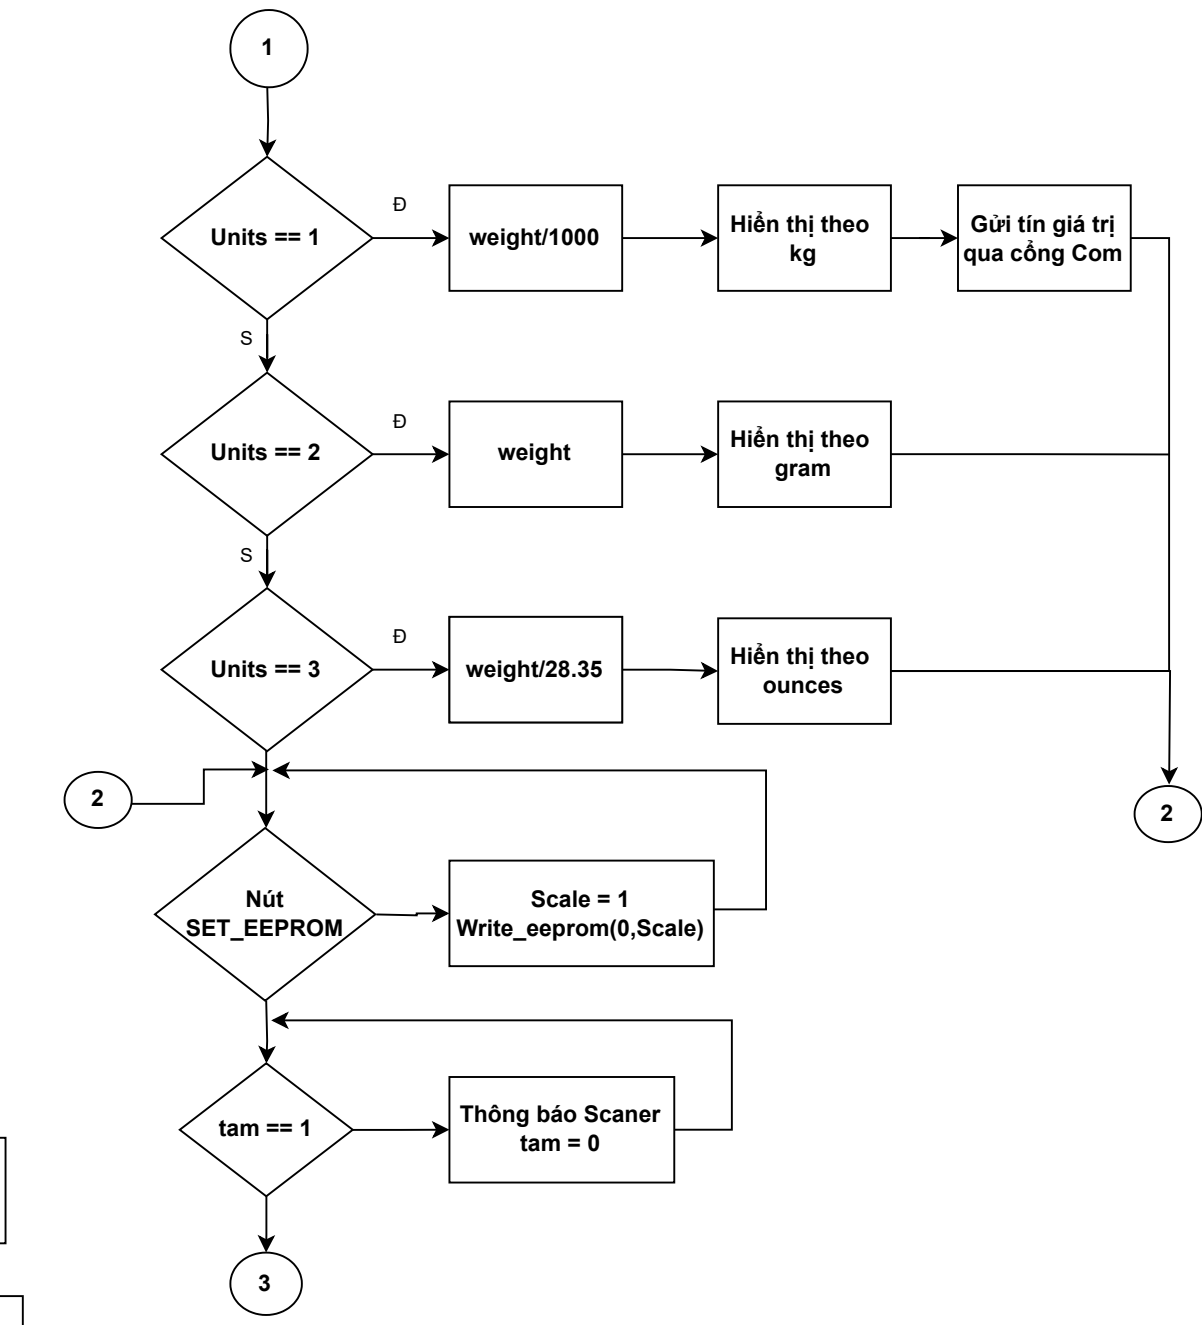 1
Units == 1
Đ
weight/1000
Hiển thị theo
kg
Gửi tín giá trị
qua cổng Com
S
Units == 2
Đ
weight
Hiển thị theo
gram
S
Units == 3
Đ
weight/28.35
Hiển thị theo
ounces
2
2
Nút
SET_EEPROM
Scale = 1
Write_eeprom(0,Scale)
tam == 1
Thông báo Scaner
tam = 0
3